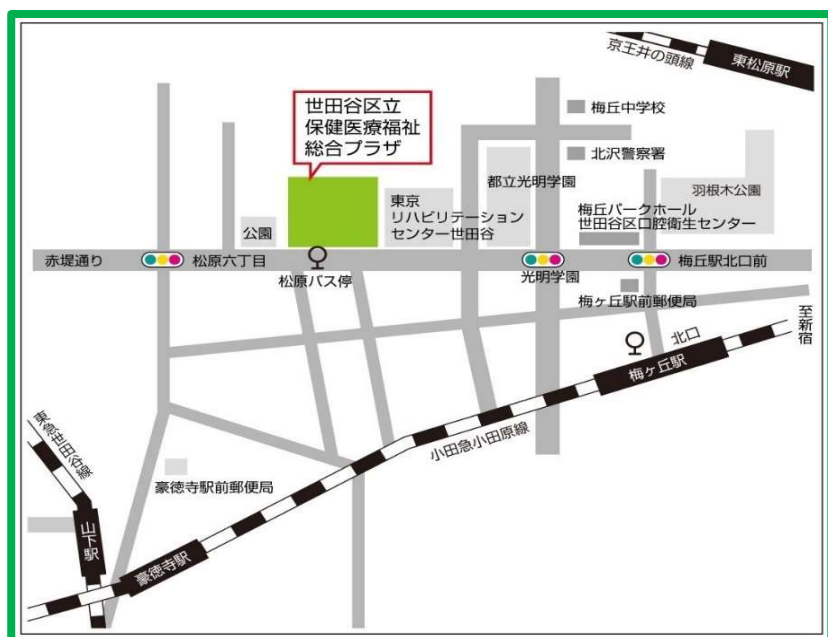 京王井の頭線
東松原駅
世田谷区立
保健医療福祉
総合プラザ
梅丘中学校
北沢警察署
都立光明学園
羽根木公園
東京
リハビリテーション
センター世田谷
梅丘パークホール
世田谷区口腔衛生センター
公園
赤堤通り
松原六丁目
松原バス停
光明学園
梅丘駅北口前
梅ヶ丘駅前郵便局
至新宿
北口
梅ヶ丘駅
小田急小田原線
東急世田谷線
豪徳寺駅前郵便局
山下駅
豪徳寺駅